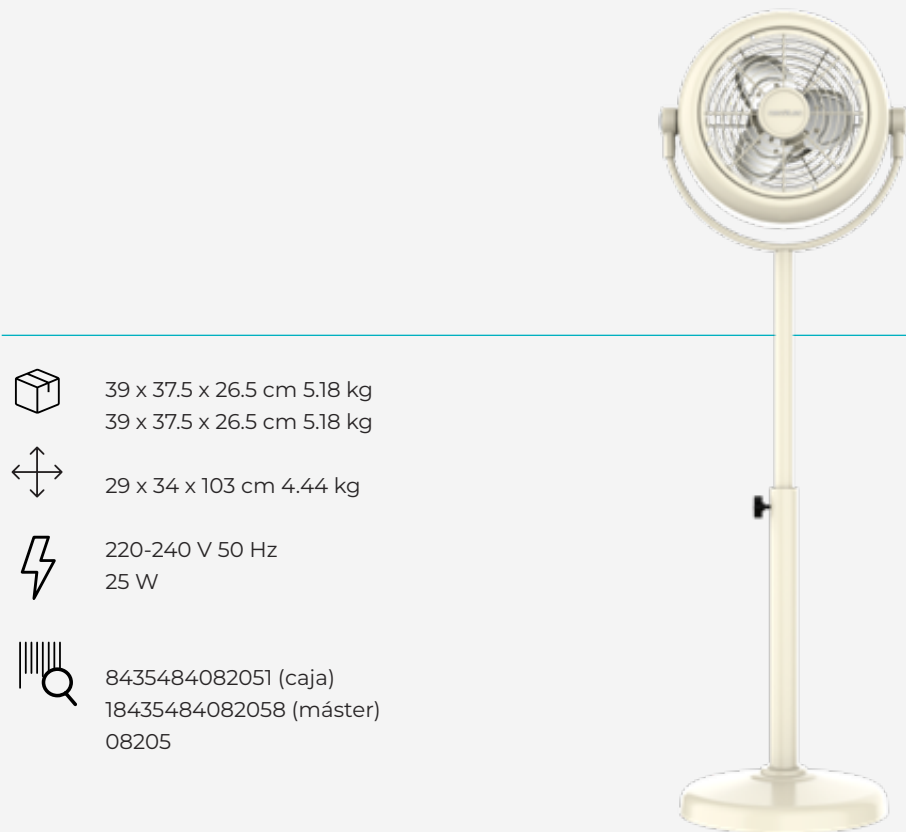 39 x 37.5 x 26.5 cm 5.18 kg
39 x 37.5 x 26.5 cm 5.18 kg
29 x 34 x 103 cm 4.44 kg
220-240 V 50 Hz
25 W
8435484082051 (caja)
18435484082058 (máster)
08205